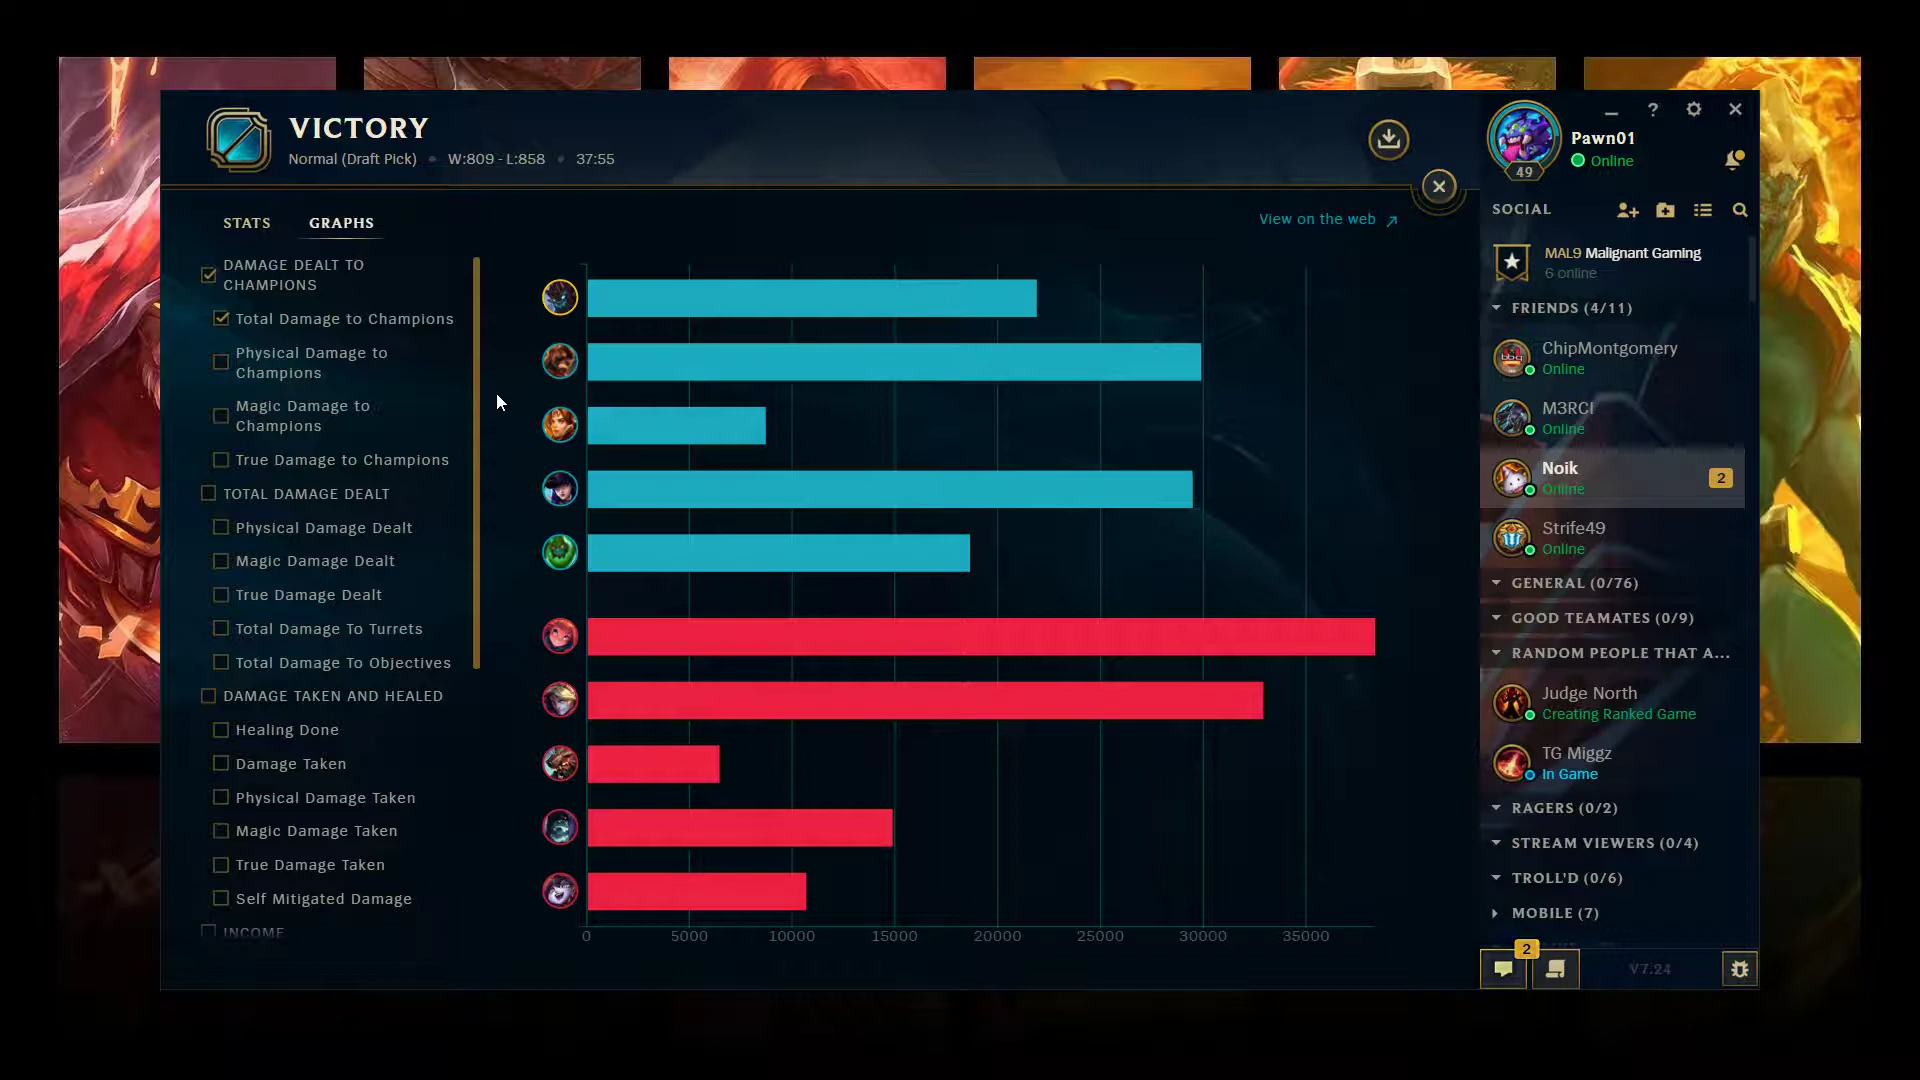 VICTORY
Normal (Draft Pick) • W:809 - L:858 • 37:55
STATS
GRAPHS
View on the web
DAMAGE DEALT TO
CHAMPIONS
Total Damage to Champions
Physical Damage to
Champions
Magic Damage to
Champions
True Damage to Champions
TOTAL DAMAGE DEALT
Physical Damage Dealt
Magic Damage Dealt
True Damage Dealt
Total Damage To Turrets
Total Damage To Objectives
DAMAGE TAKEN AND HEALED
Healing Done
Damage Taken
Physical Damage Taken
Magic Damage Taken
True Damage Taken
Self Mitigated Damage
INCOME
0 5000 10000 15000 20000 25000 30000 35000
?
Pawn01
Online
49
SOCIAL
MAL9 Malignant Gaming
6 online
FRIENDS (4/11)
ChipMontgomery
Online
M3RCI
Online
Noik
Online
2
Strife49
Online
GENERAL (0/76)
GOOD TEAMATES (0/9)
RANDOM PEOPLE THAT A...
Judge North
Creating Ranked Game
TG Miggz
In Game
RAGERS (0/2)
STREAM VIEWERS (0/4)
TROLL'D (0/6)
MOBILE (7)
2
V7.24